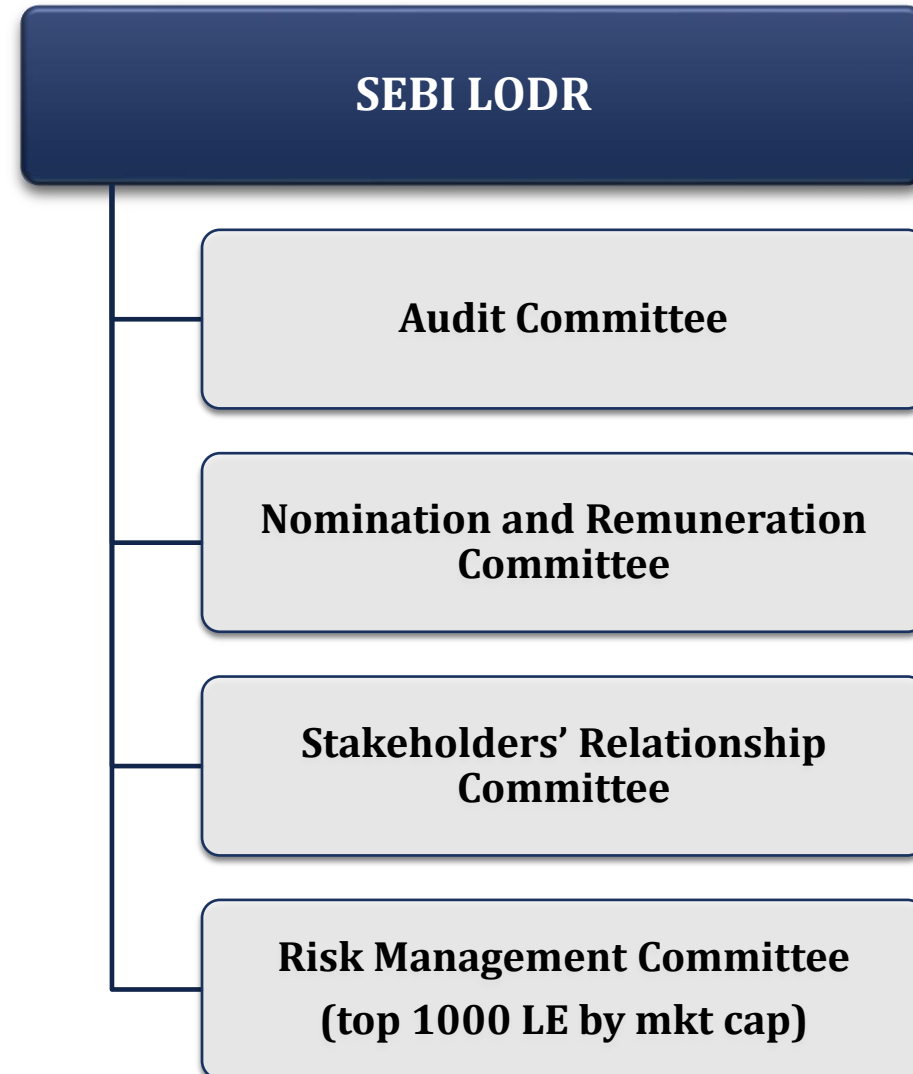 SEBI LODR
Audit Committee
Nomination and Remuneration
Committee
Stakeholders’ Relationship
Committee
Risk Management Committee
(top 1000 LE by mkt cap)